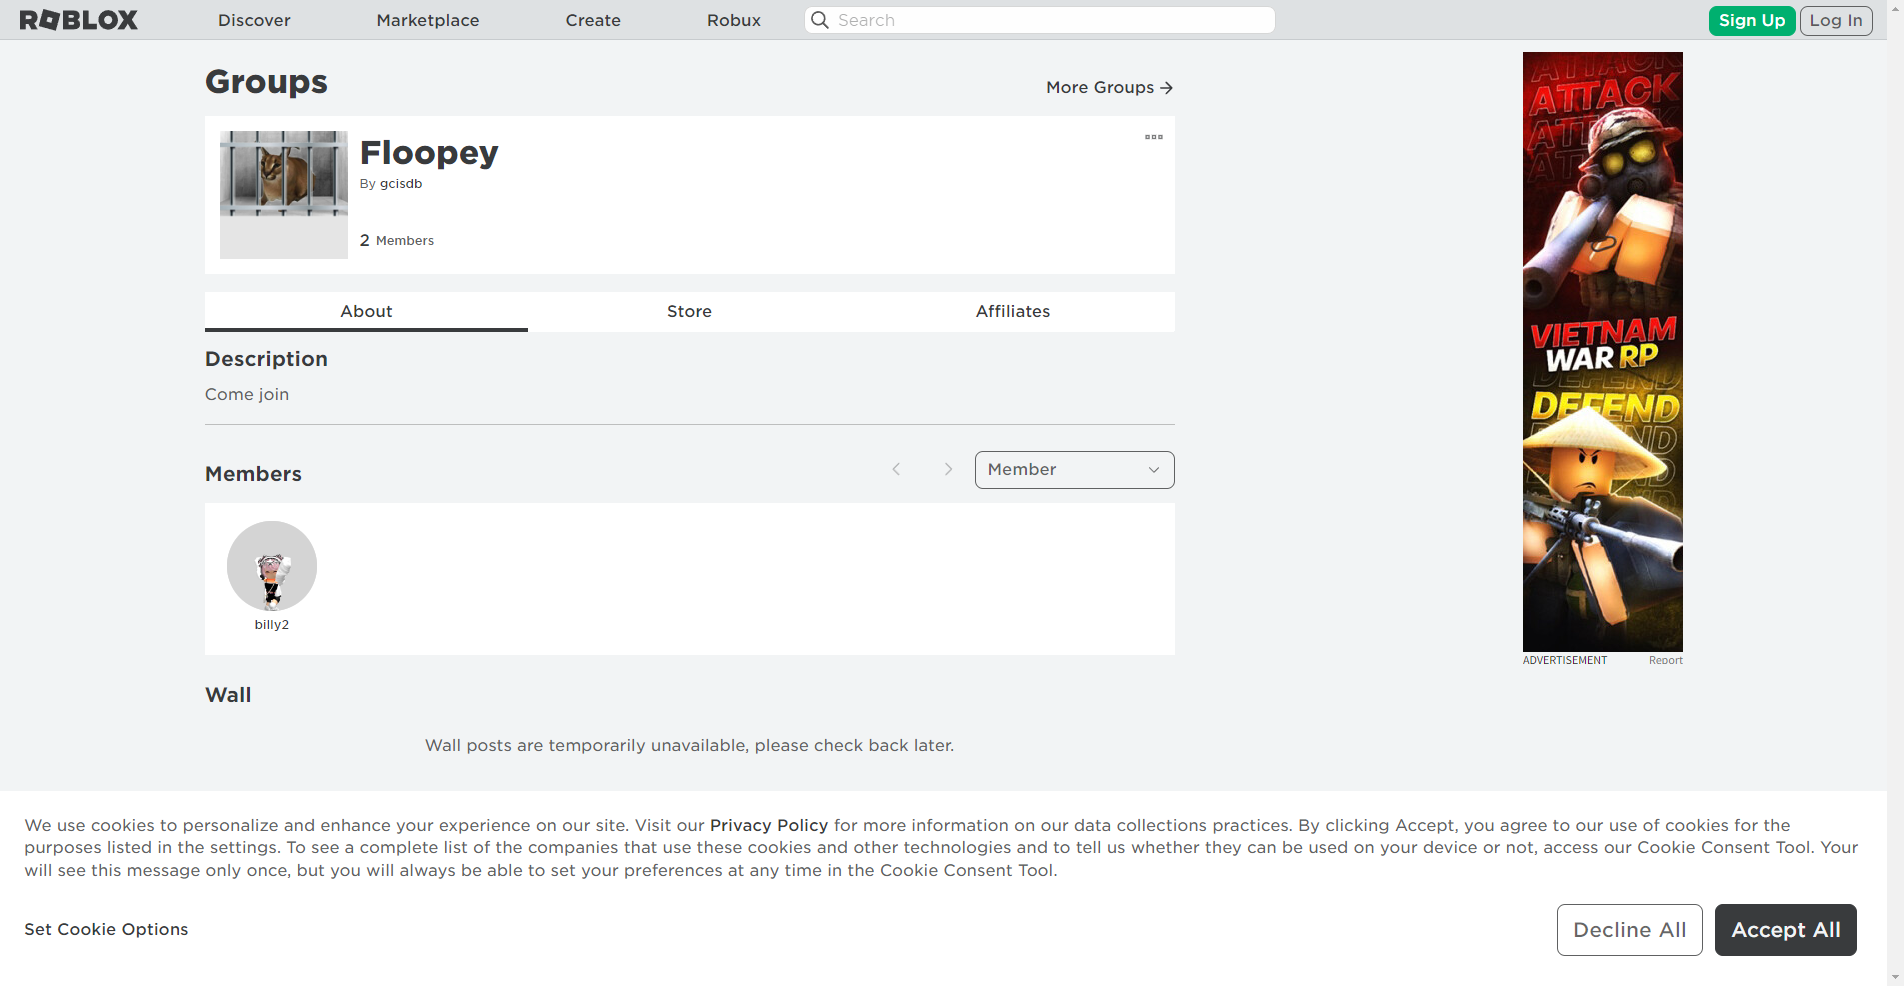 ROBLOX
Discover
Marketplace
Create
Robux
Search
Sign Up
Log In
Groups
More Groups
Floopey
By gcisdb
2 Members
About
Store
Affiliates
Description
Come join
Members
Member
billy2
Wall
Wall posts are temporarily unavailable, please check back later.
ATTACK
ATTACK
VIETNAM
WAR RP
DEFEND
DEFEND
DEFEND
ADVERTISEMENT
Report
We use cookies to personalize and enhance your experience on our site. Visit our Privacy Policy for more information on our data collections practices. By clicking Accept, you agree to our use of cookies for the
purposes listed in the settings. To see a complete list of the companies that use these cookies and other technologies and to tell us whether they can be used on your device or not, access our Cookie Consent Tool. Your
will see this message only once, but you will always be able to set your preferences at any time in the Cookie Consent Tool.
Set Cookie Options
Decline All
Accept All